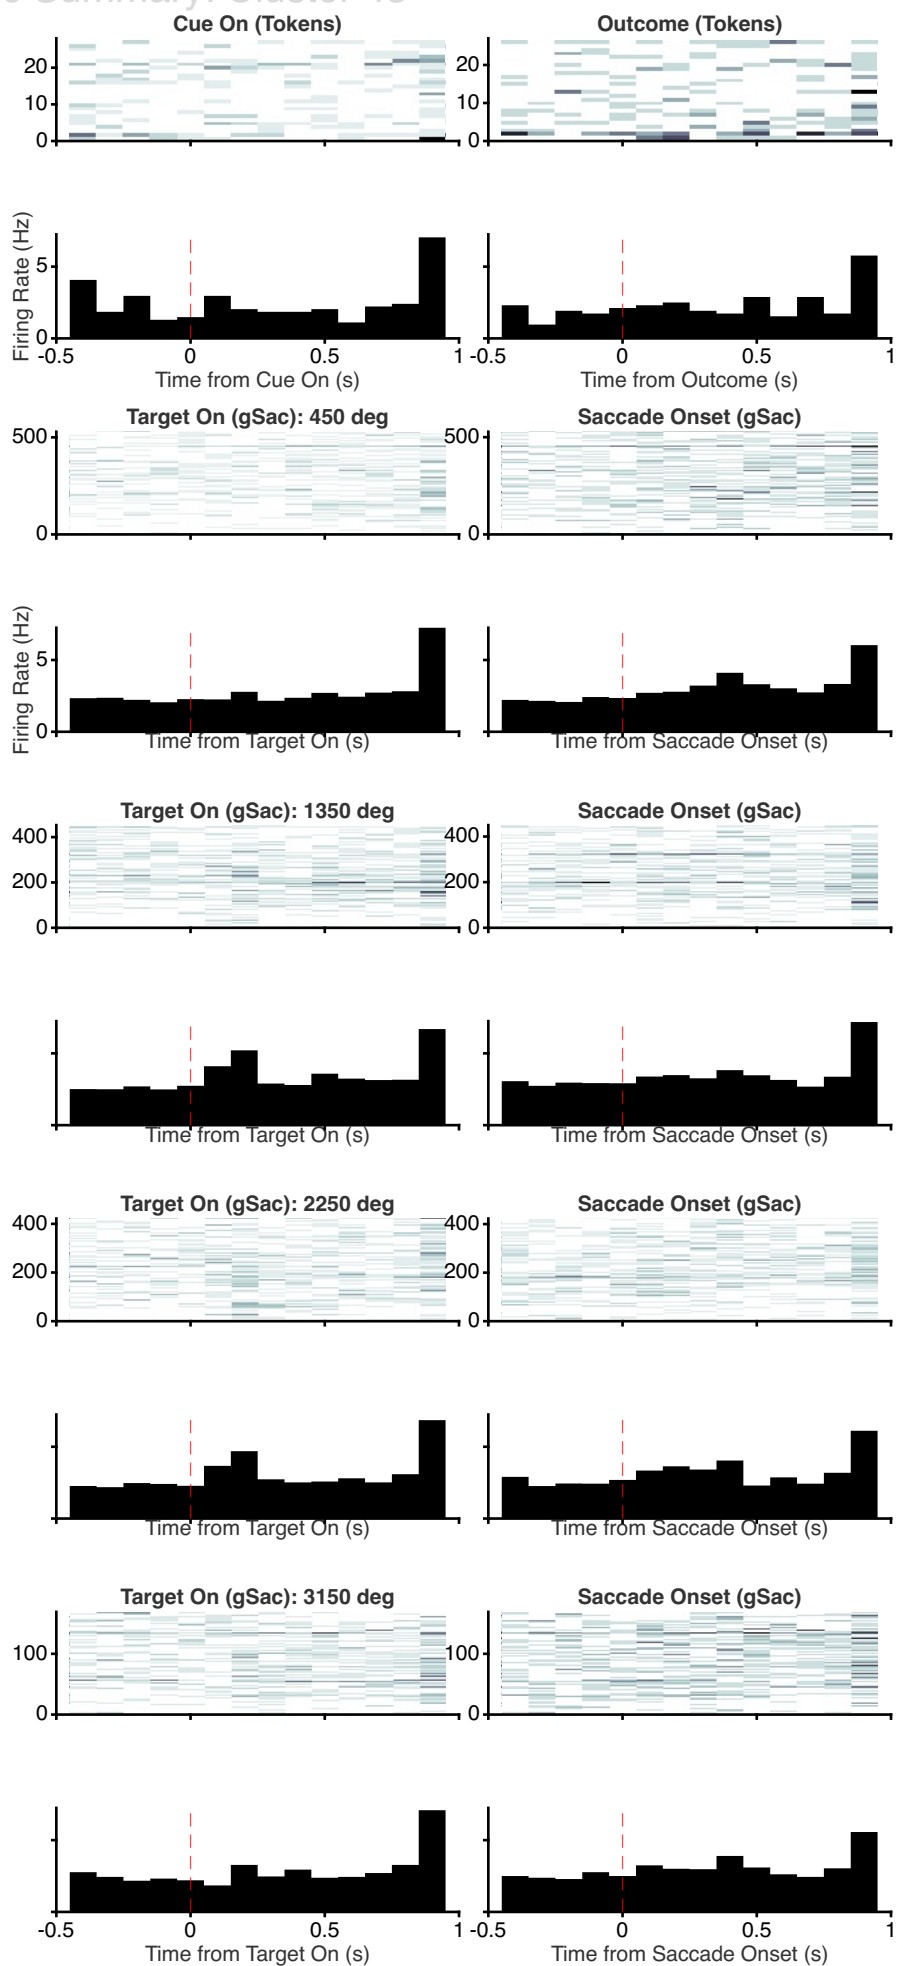 Summary: Cluster
Cue On (Tokens)
Outcome (Tokens)
20
10
0
20
10
0
Firing Rate (Hz)
5
0
-0.5 0 0.5 1
-0.5 0 0.5 1
Time from Cue On (s)
Time from Outcome (s)
Target On (gSac): 450 deg
Saccade Onset (gSac)
500
0
500
0
Firing Rate (Hz)
5
0
Time from Target On (s)
Time from Saccade Onset (s)
Target On (gSac): 1350 deg
Saccade Onset (gSac)
400
200
0
400
200
0
Time from Target On (s)
Time from Saccade Onset (s)
Target On (gSac): 2250 deg
Saccade Onset (gSac)
400
200
0
400
200
0
Time from Target On (s)
Time from Saccade Onset (s)
Target On (gSac): 3150 deg
Saccade Onset (gSac)
100
0
100
0
-0.5 0 0.5 1
-0.5 0 0.5 1
Time from Target On (s)
Time from Saccade Onset (s)